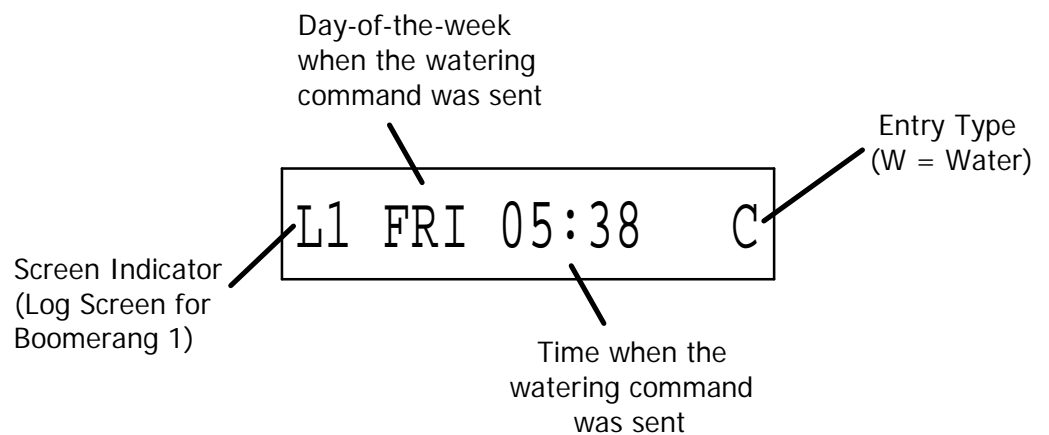 Day-of-the-week
when the watering
command was sent
Entry Type
(W = Water)
L1 FRI 05:38 C
Screen Indicator
(Log Screen for
Boomerang 1)
Time when the
watering command
was sent